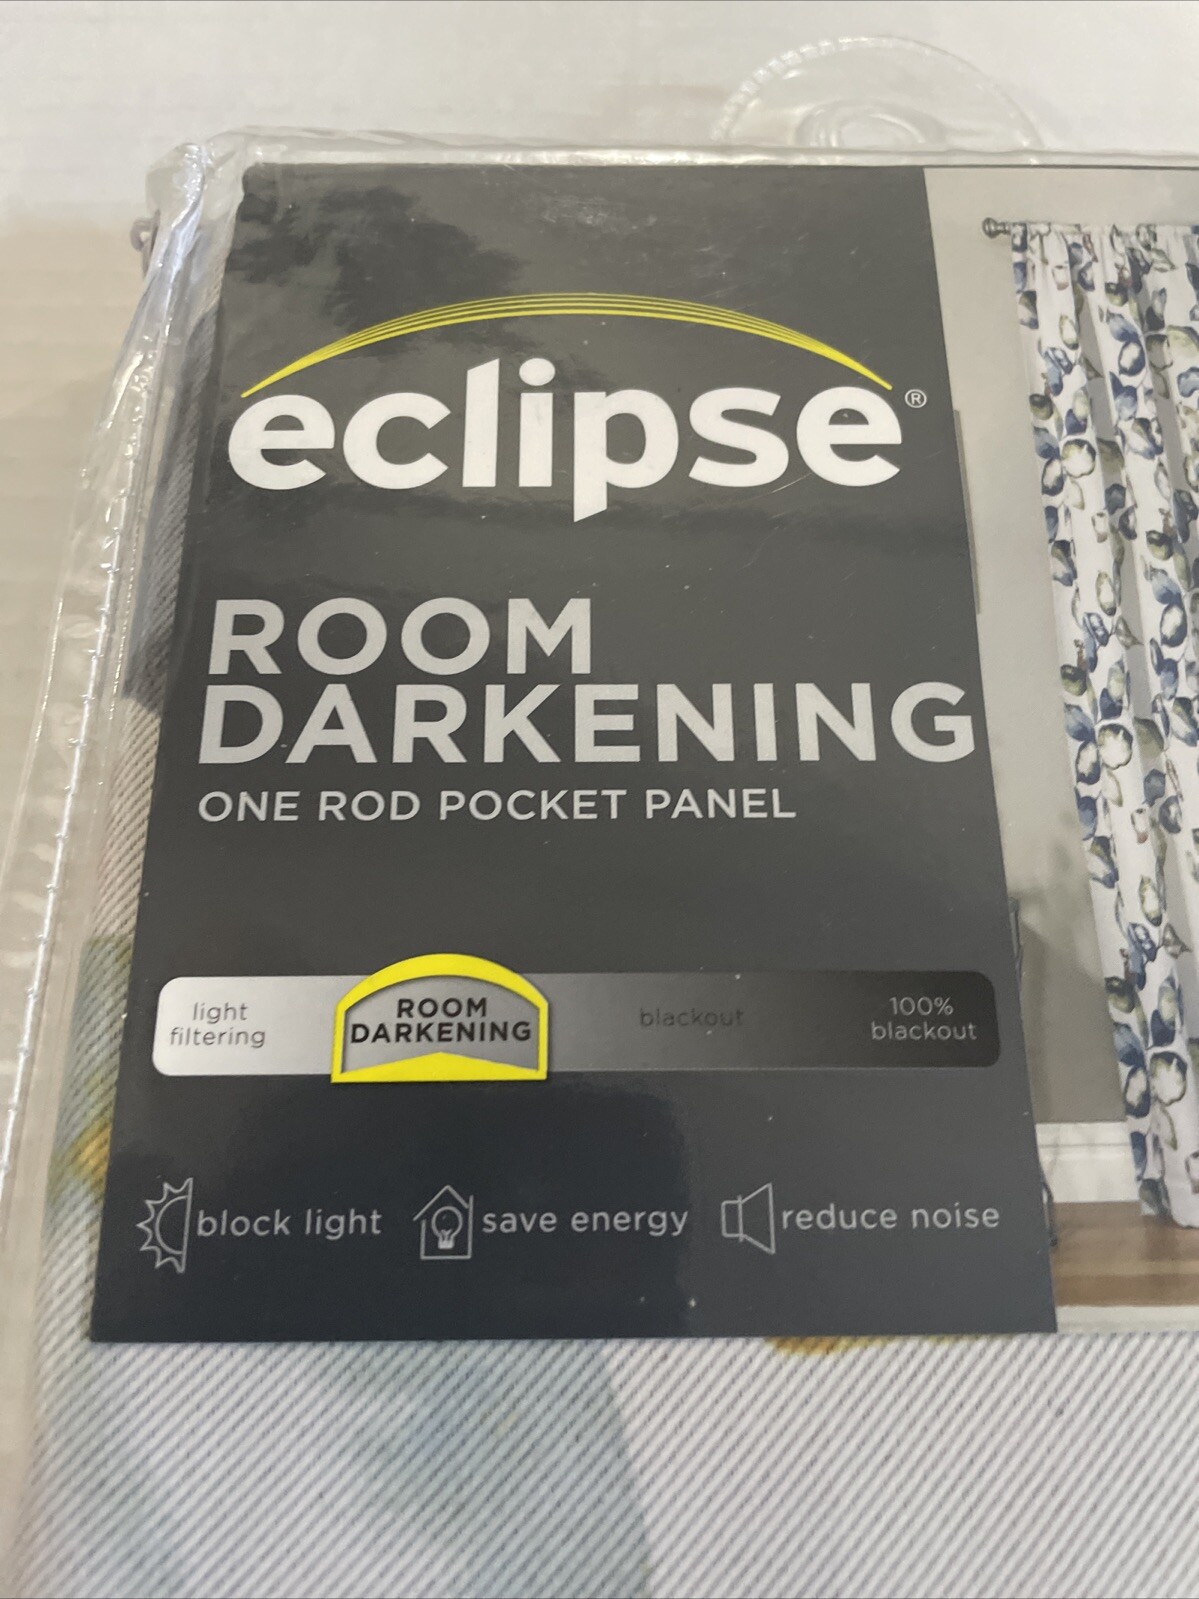 eclipse®
ROOM
DARKENING
ONE ROD POCKET PANEL
light
filtering
ROOM
DARKENING
blackout
100%
blackout
block light
save energy
reduce noise